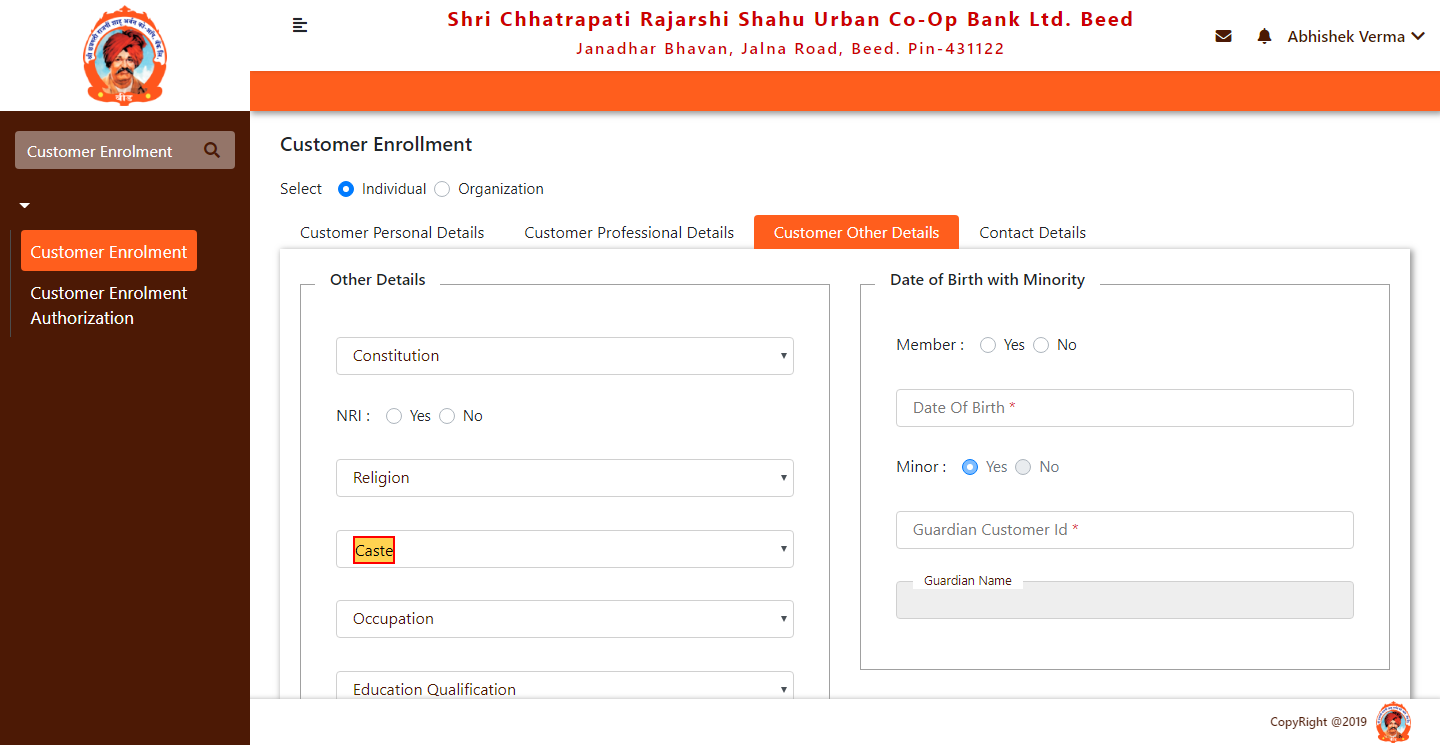 Shri Chhatrapati Rajarshi Shahu Urban Co-Op Bank Ltd. Beed
Janadhar Bhavan, Jalna Road, Beed. Pin-431122
Abhishek Verma
बीड
Customer Enrolment
Customer Enrolment
Customer Enrolment
Authorization
Customer Enrollment
Select Individual Organization
Customer Personal Details Customer Professional Details Customer Other Details Contact Details
Other Details
Constitution
NRI : Yes No
Religion
Caste
Occupation
Education Qualification
Date of Birth with Minority
Member : Yes No
Date Of Birth *
Minor : Yes No
Guardian Customer Id *
Guardian Name
CopyRight @2019